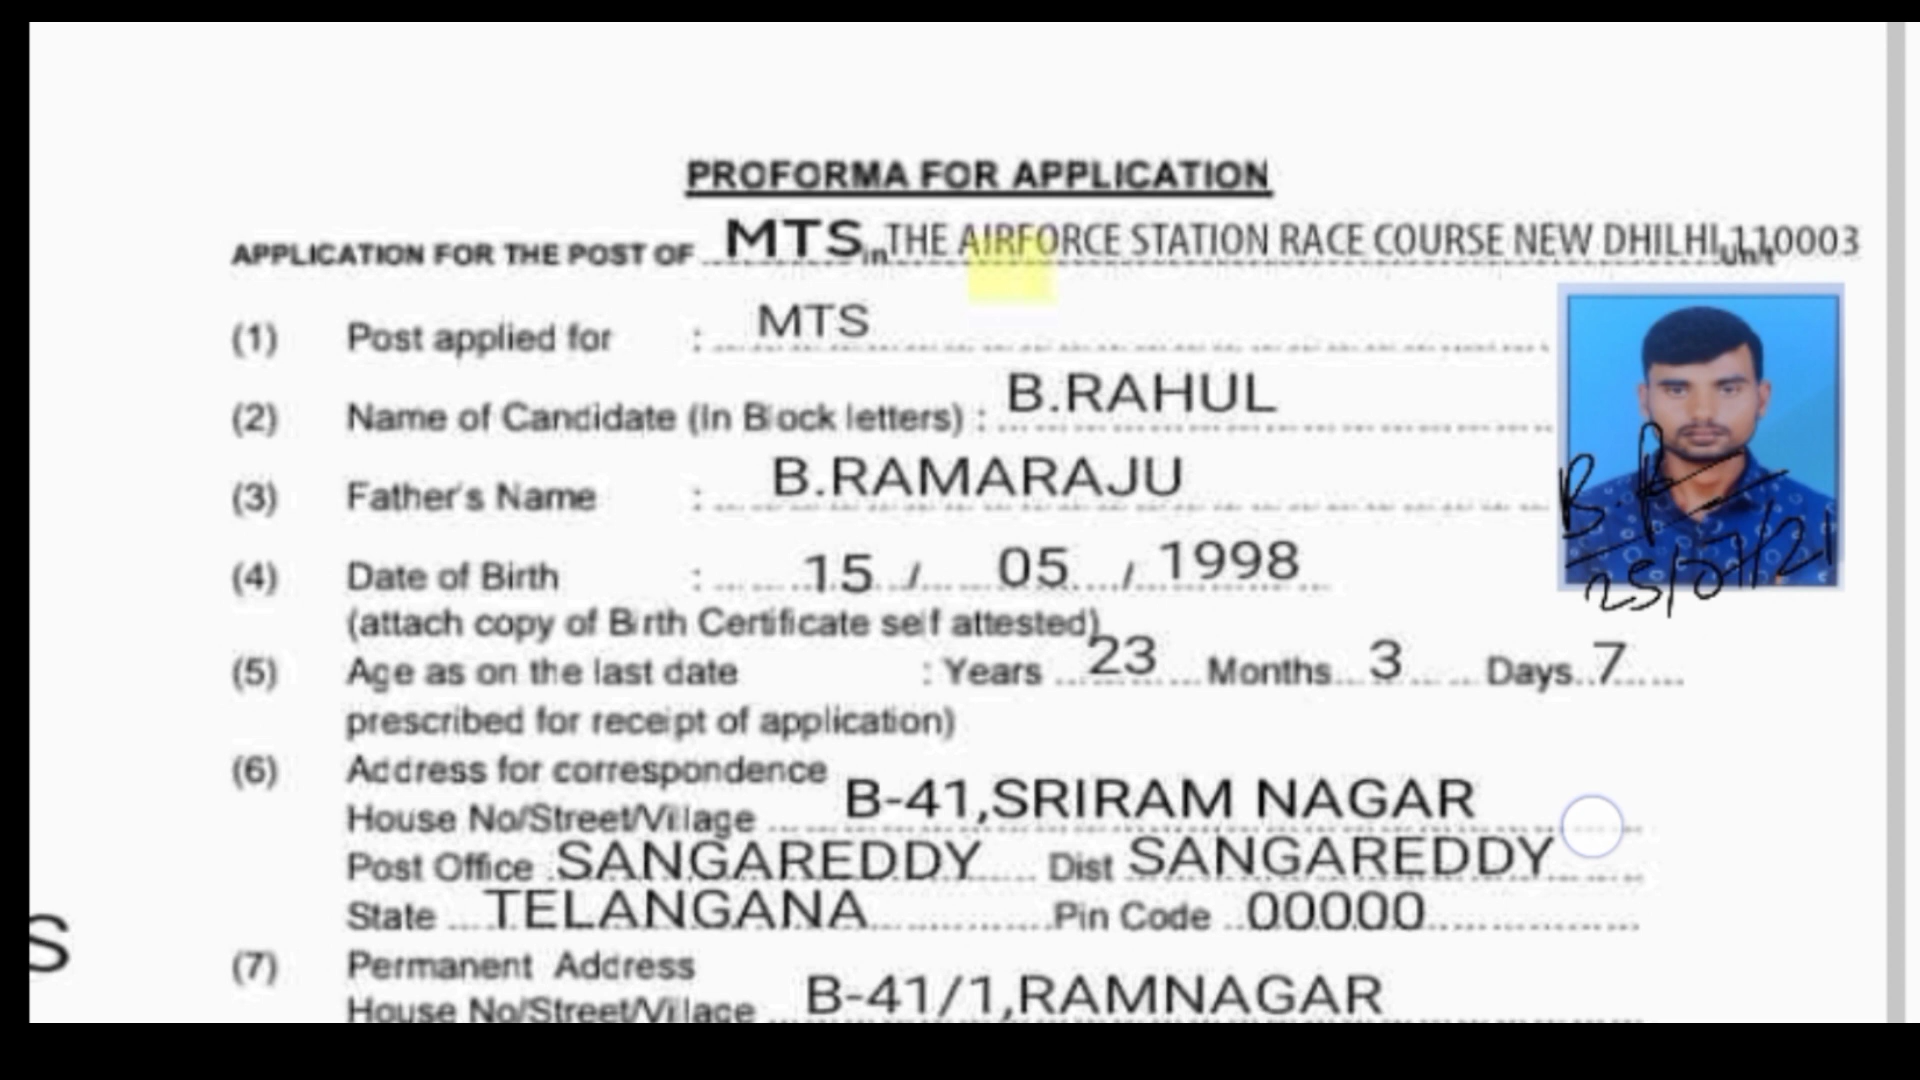 PROFORMA FOR APPLICATION
APPLICATION FOR THE POST OF MTS in THE AIRFORCE STATION RACE COURSE NEW DHILHI,110003 Unit
(1) Post applied for : MTS
(2) Name of Candidate (In Block letters) : B.RAHUL
(3) Father's Name : B.RAMARAJU
(4) Date of Birth : 15 / 05 / 1998
(attach copy of Birth Certificate self attested)
B.R
25/07/21
(5) Age as on the last date : Years 23 Months 3 Days 7
prescribed for receipt of application)
(6) Address for correspondence
House No/Street/Village B-41,SRIRAM NAGAR
Post Office SANGAREDDY Dist SANGAREDDY
State TELANGANA Pin Code 00000
S
(7) Permanent Address
House No/Street/Village B-41/1,RAMNAGAR